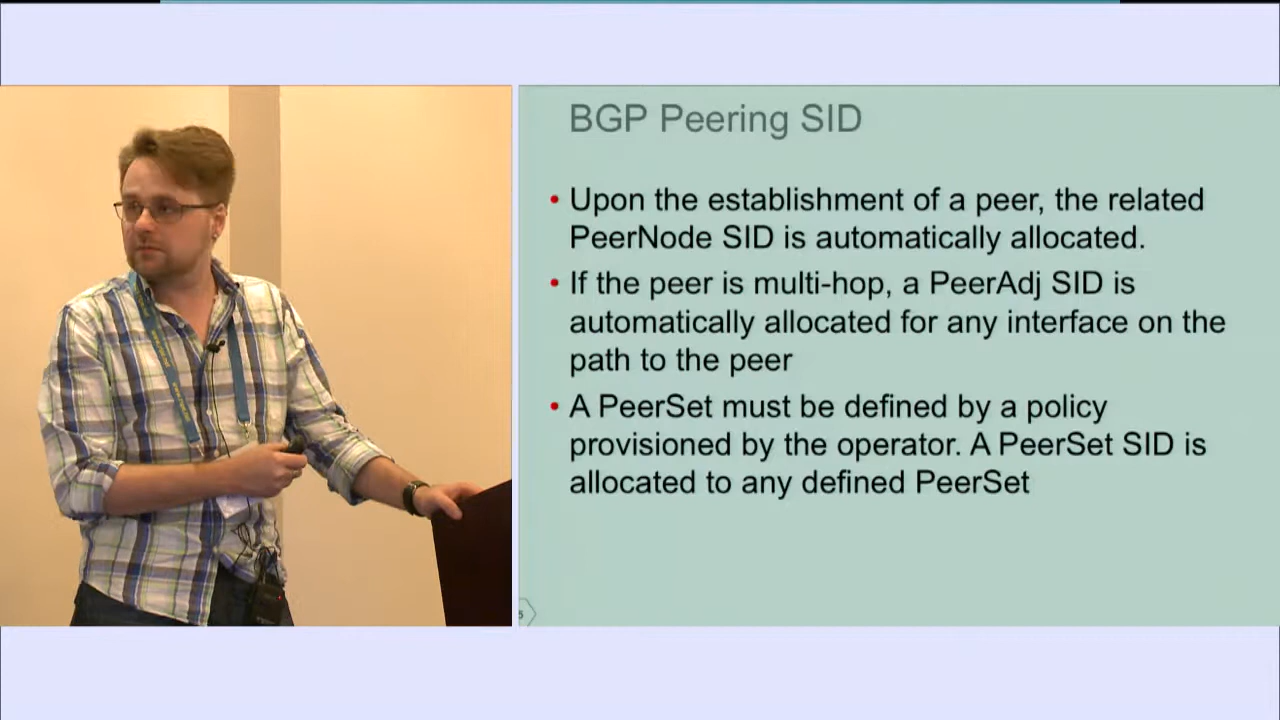 BGP Peering SID
• Upon the establishment of a peer, the related
PeerNode SID is automatically allocated.
• If the peer is multi-hop, a PeerAdj SID is
automatically allocated for any interface on the
path to the peer
• A PeerSet must be defined by a policy
provisioned by the operator. A PeerSet SID is
allocated to any defined PeerSet
5